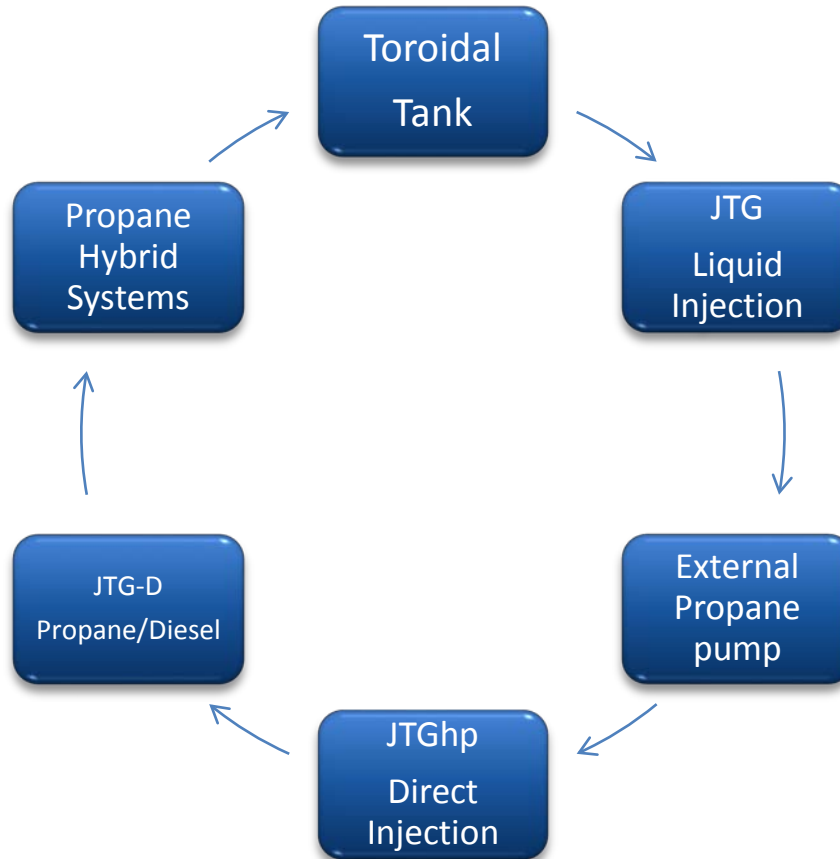 Toroidal
Tank
JTG
Liquid
Injection
External
Propane
pump
JTGhp
Direct
Injection
JTG-D
Propane/Diesel
Propane
Hybrid
Systems